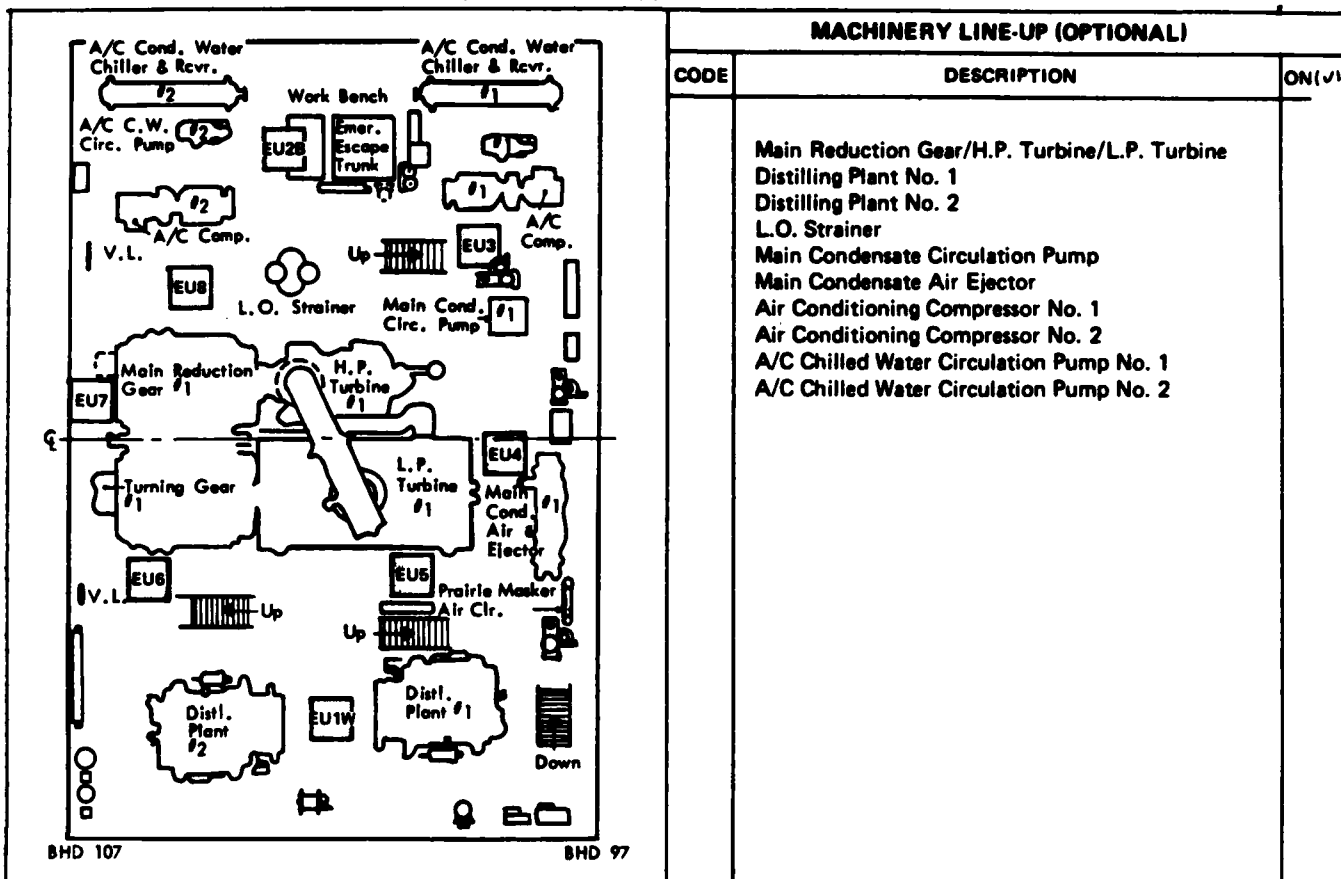 A/C Cond. Water
Chiller & Rcvr.
#2
A/C Cond. Water
Chiller & Rcvr.
#1
Work Bench
A/C C.W.
Circ. Pump
#2
EU2B
Emer.
Escape
Trunk
#1
#2
A/C Comp.
#1
A/C
Comp.
V.L.
Up
EU3
EU8
L.O. Strainer
Main Cond.
Circ. Pump
#1
Main Reduction
Gear #1
H.P.
Turbine
#1
EU7
CL
EU4
L.P.
Turbine
#1
Turning Gear
#1
Main
Cond.
Air &
Ejector
#1
EU6
EU5
V.L.
Up
Prairie Masker
Air Clr.
Up
Distl.
Plant
#2
EU1W
Distl.
Plant #1
Down
BHD 107
BHD 97
MACHINERY LINE-UP (OPTIONAL)
CODE
DESCRIPTION
ON(✓)
Main Reduction Gear/H.P. Turbine/L.P. Turbine
Distilling Plant No. 1
Distilling Plant No. 2
L.O. Strainer
Main Condensate Circulation Pump
Main Condensate Air Ejector
Air Conditioning Compressor No. 1
Air Conditioning Compressor No. 2
A/C Chilled Water Circulation Pump No. 1
A/C Chilled Water Circulation Pump No. 2